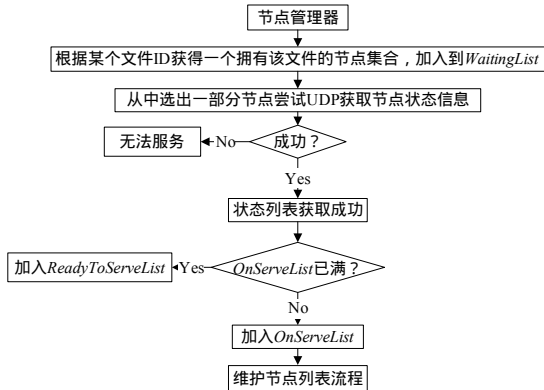 节点管理器
根据某个文件ID获得一个拥有该文件的节点集合，加入到WaitingList
从中选出一部分节点尝试UDP获取节点状态信息
无法服务
No
成功？
Yes
状态列表获取成功
加入ReadyToServeList
Yes
OnServeList已满？
No
加入OnServeList
维护节点列表流程